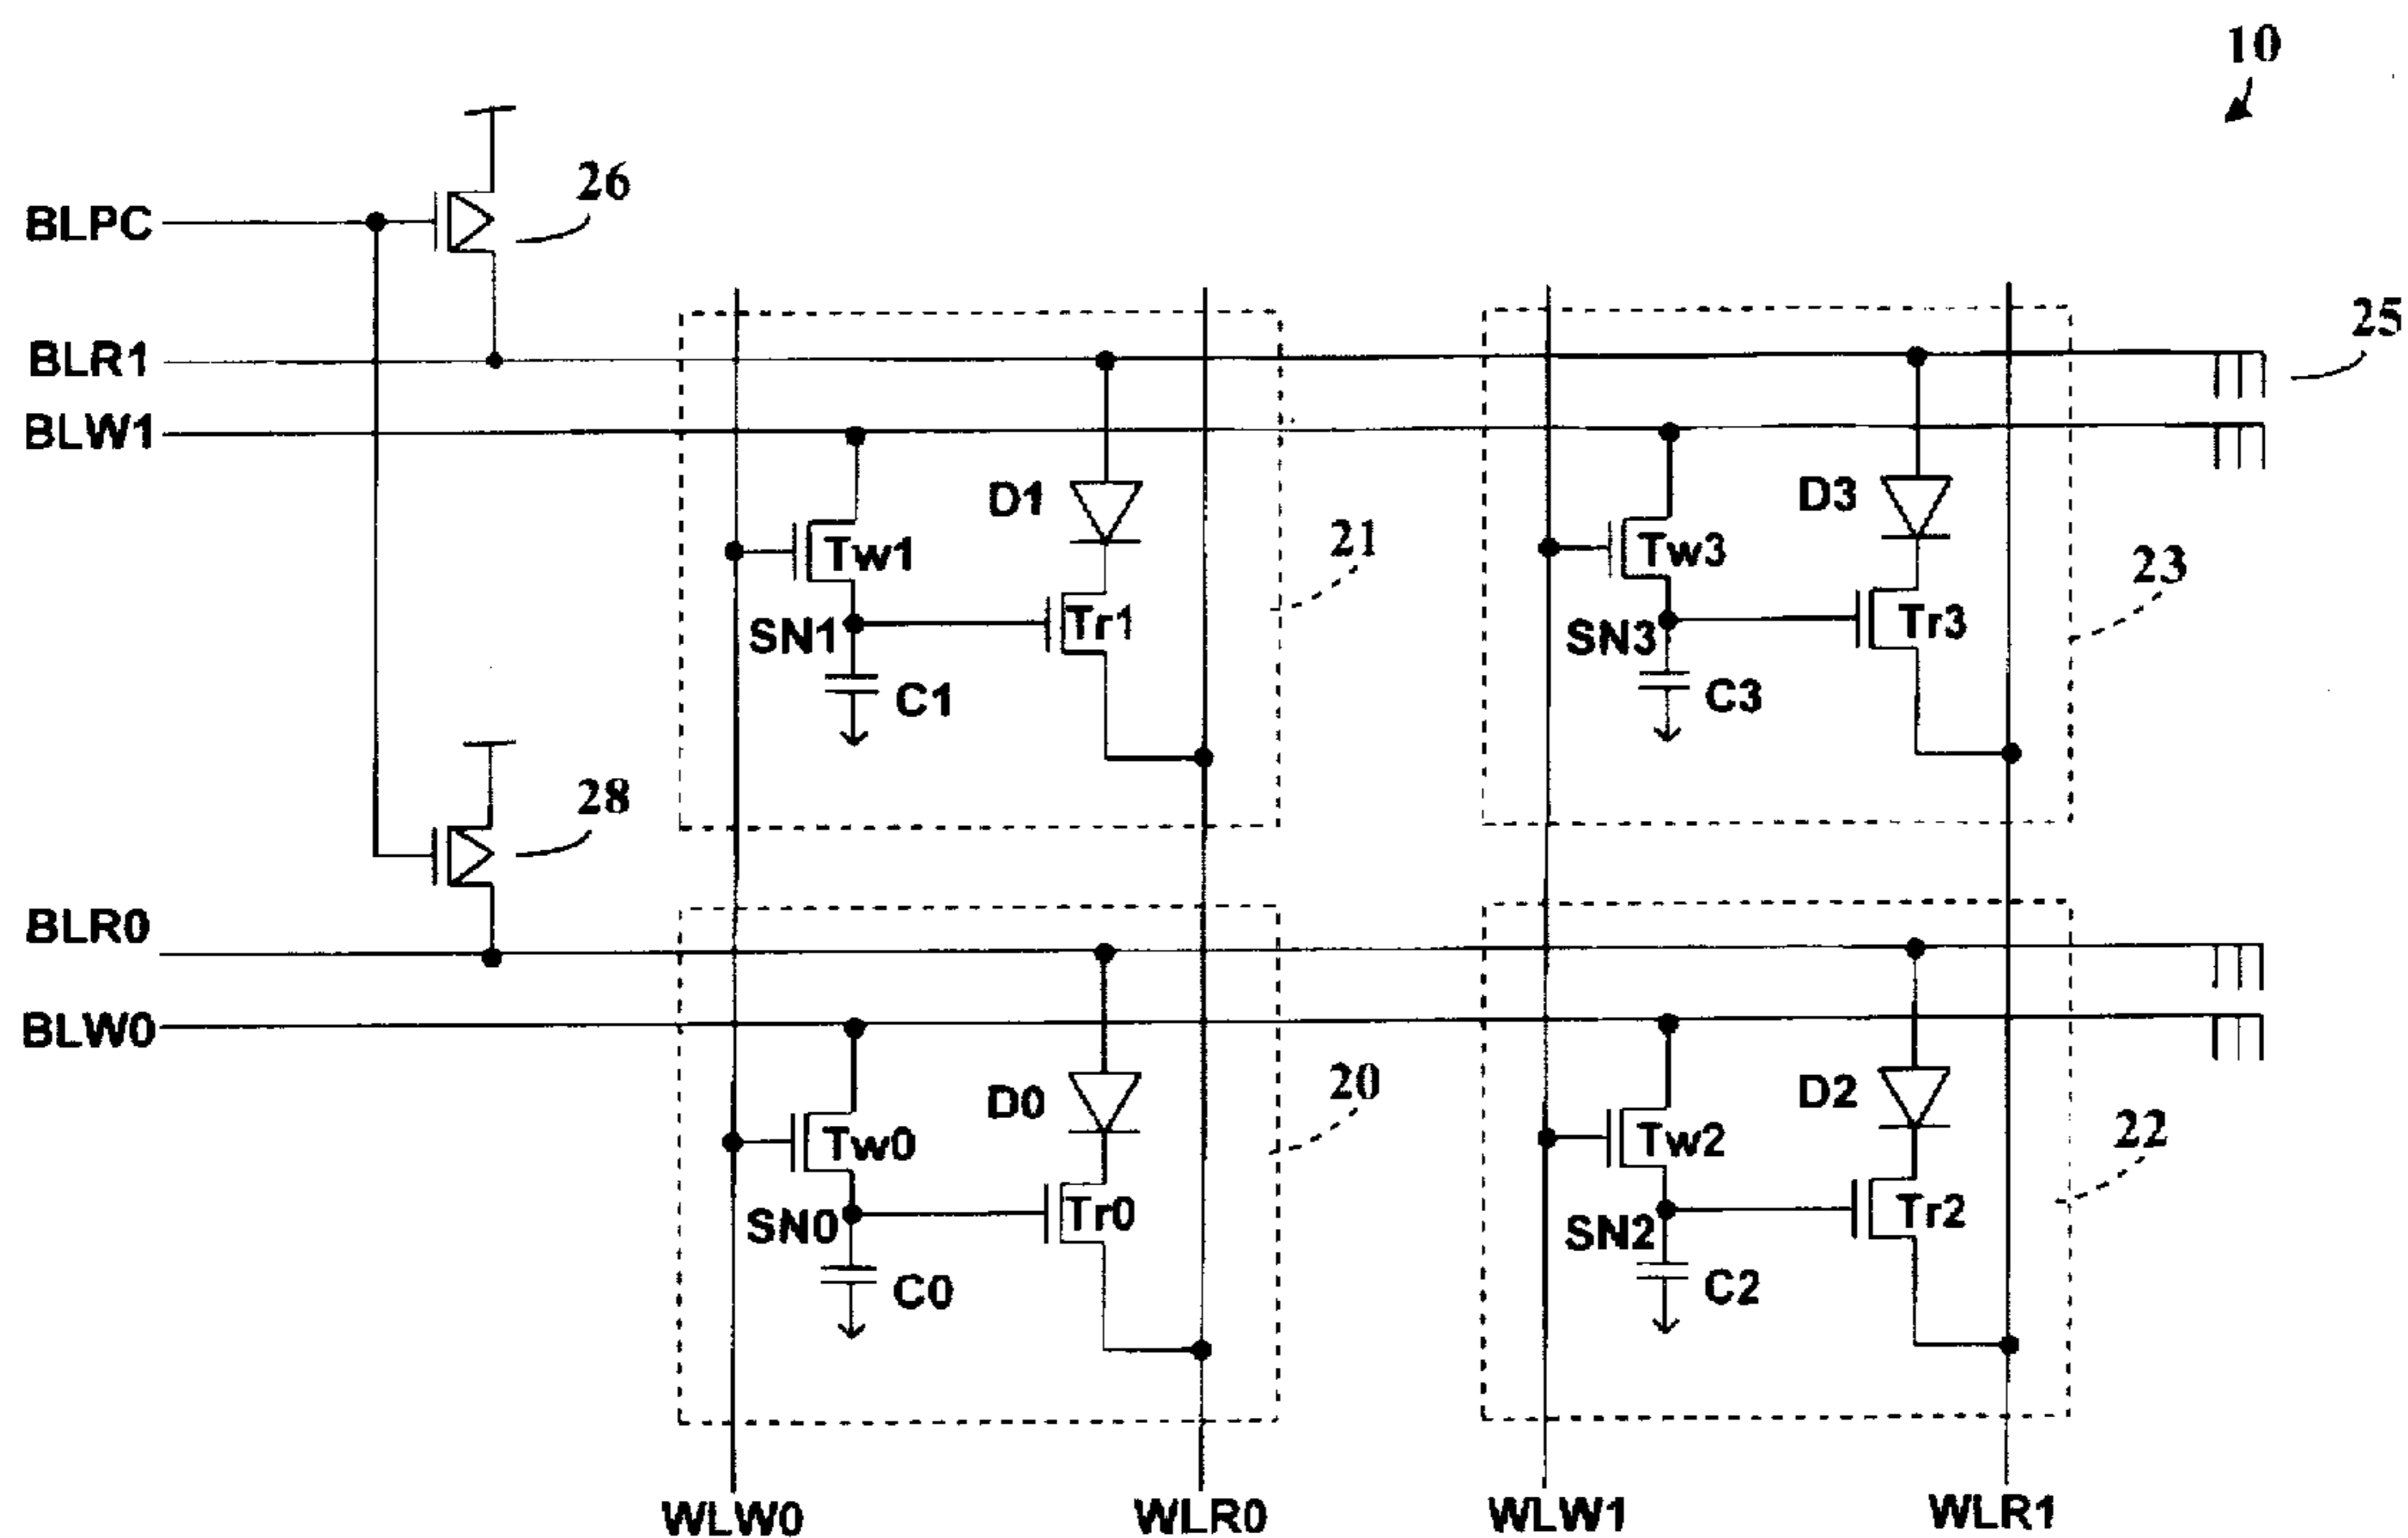 10
26
BLPC
25
BLR1
BLW1
D1
D3
21
Tw1
Tw3
23
SN1
Tr1
SN3
Tr3
C1
C3
28
BLR0
BLW0
20
D0
D2
22
Tw0
Tw2
SN0
Tr0
SN2
Tr2
C0
C2
WLW0
WLR0
WLW1
WLR1